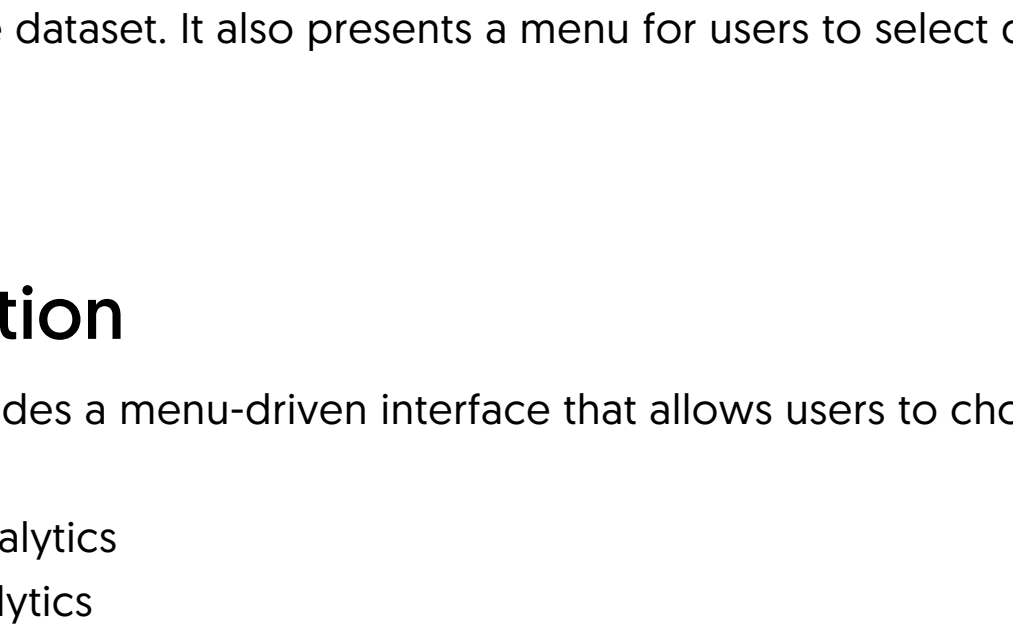 dataset. It also presents a menu for users to select
tion
des a menu-driven interface that allows users to cho
alytics
lytics